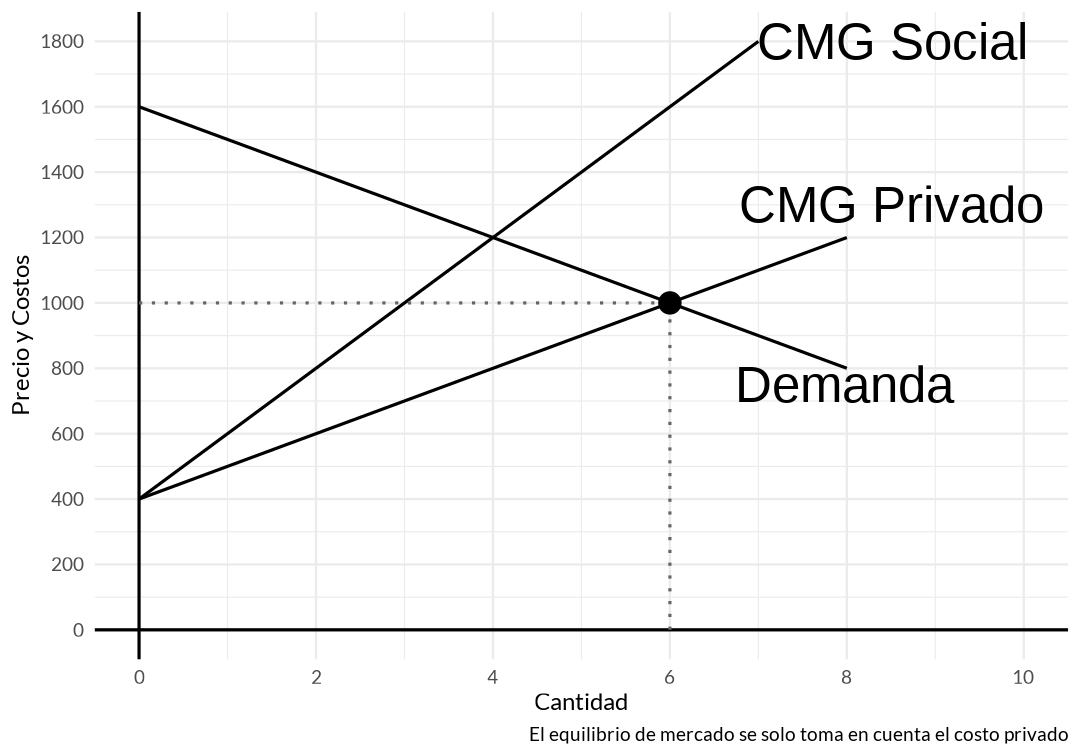 CMG Social
CMG Privado
Demanda
Precio y Costos
1800
1600
1400
1200
1000
800
600
400
200
0
0
2
4
6
8
10
Cantidad
El equilibrio de mercado se solo toma en cuenta el costo privado